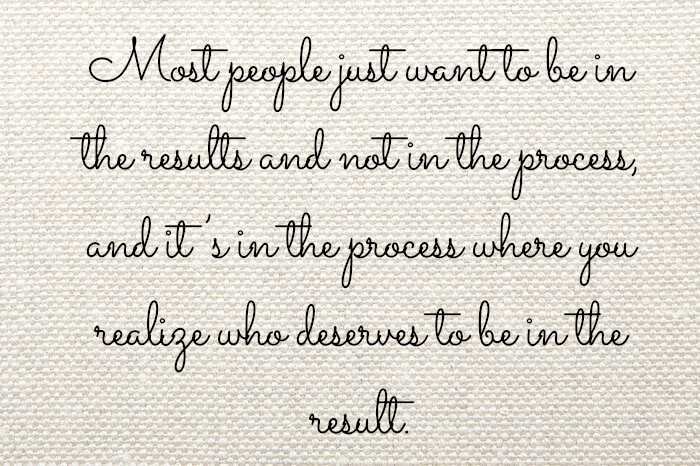 Most people just want to be in
the results and not in the process,
and it's in the process where you
realize who deserves to be in the
result.